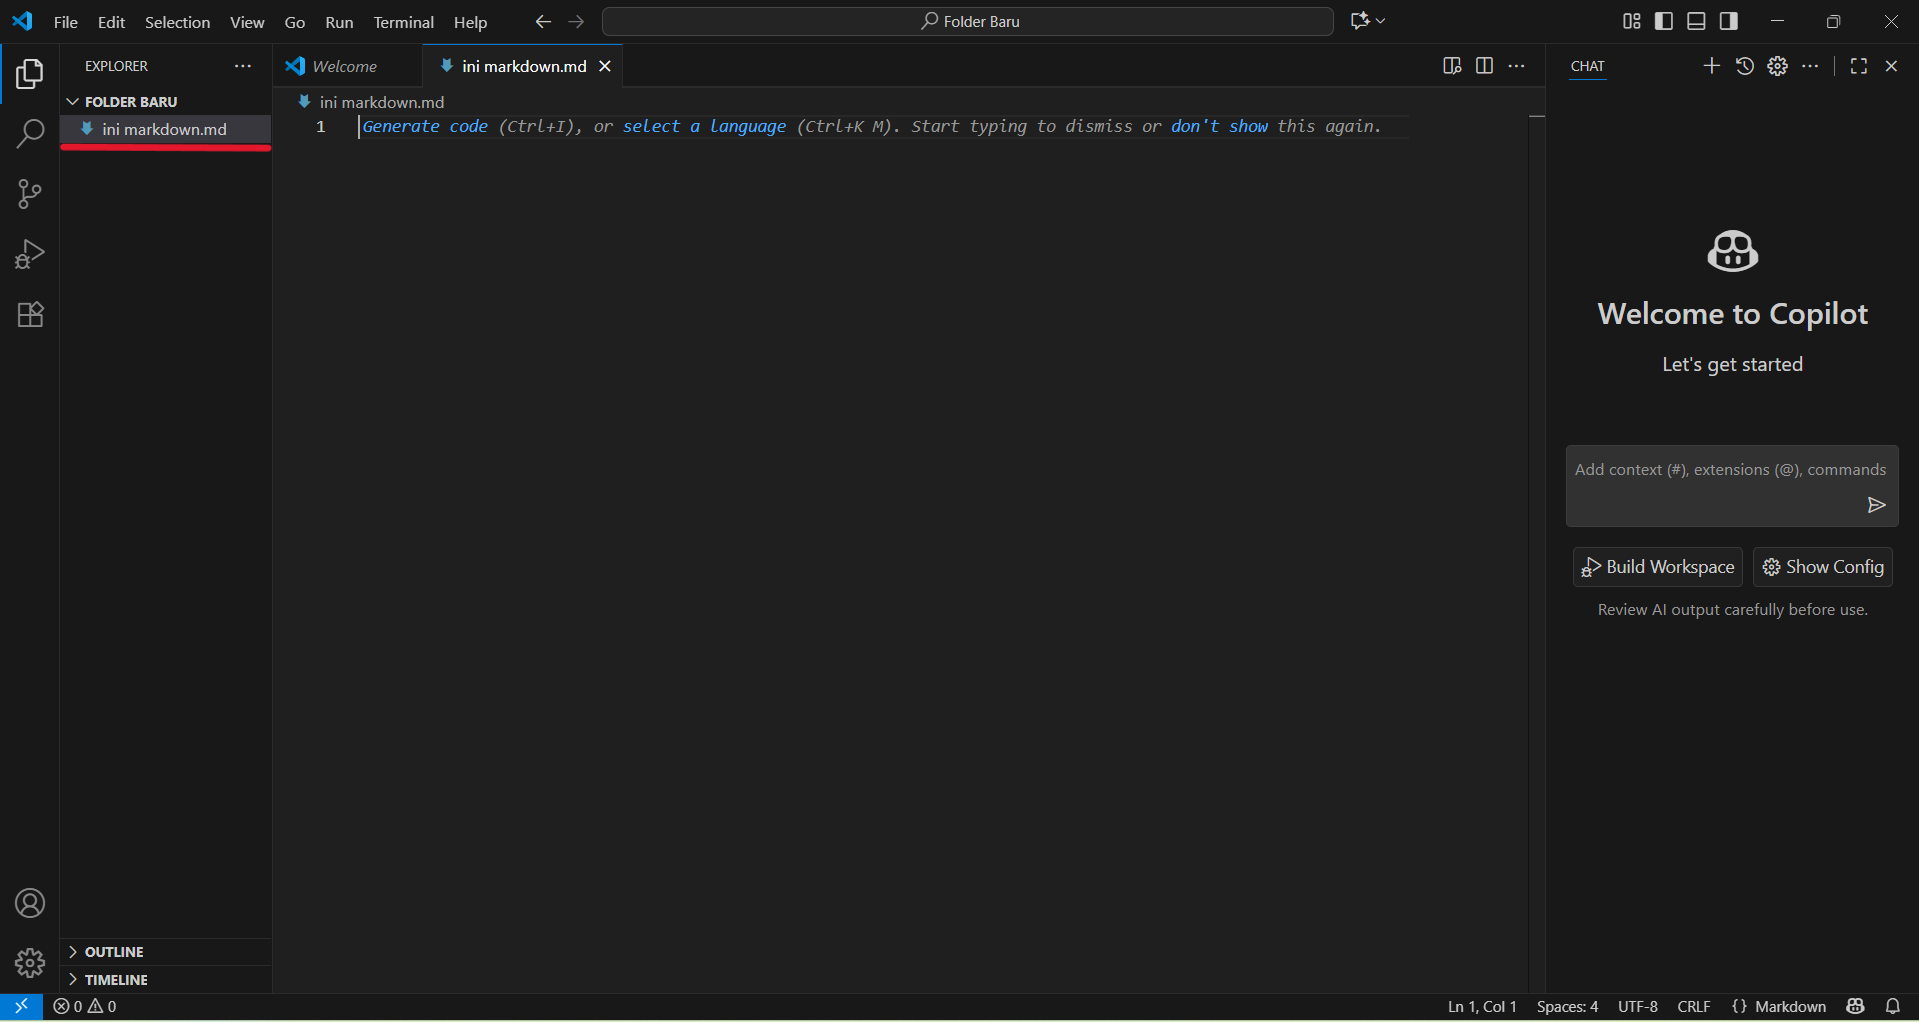 File Edit Selection View Go Run Terminal Help
Folder Baru
EXPLORER
FOLDER BARU
ini markdown.md
OUTLINE
TIMELINE
Welcome
ini markdown.md
ini markdown.md
1
Generate code (Ctrl+I), or select a language (Ctrl+K M). Start typing to dismiss or don't show this again.
CHAT
Welcome to Copilot
Let's get started
Add context (#), extensions (@), commands
Build Workspace
Show Config
Review AI output carefully before use.
0 0
Ln 1, Col 1 Spaces: 4 UTF-8 CRLF {} Markdown